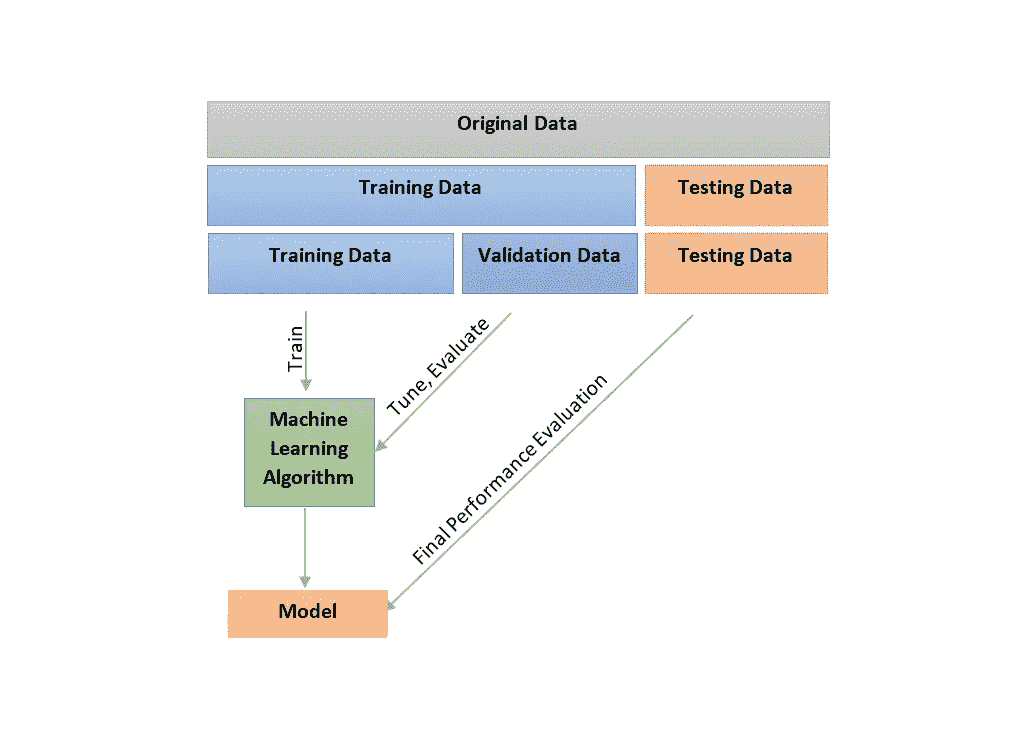 Original Data
Training Data
Testing Data
Training Data
Validation Data
Testing Data
Train
Tune, Evaluate
Final Performance Evaluation
Machine
Learning
Algorithm
Model